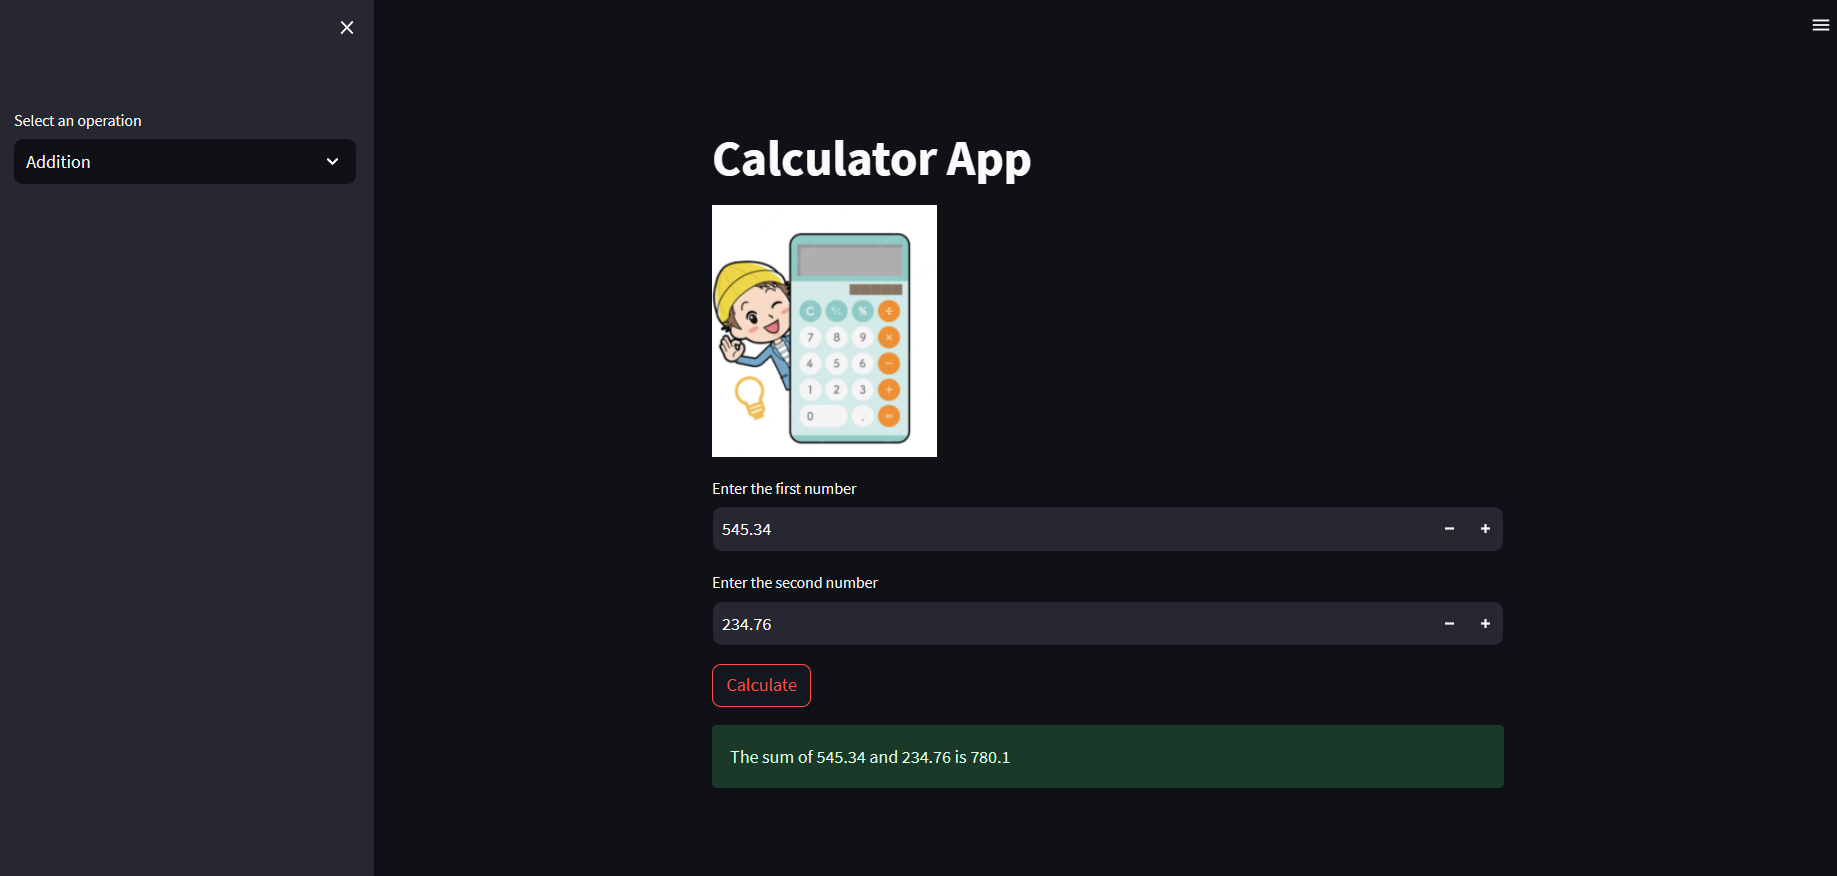 Select an operation
Addition
Calculator App
C +/- % ÷
7 8 9 ×
4 5 6 −
1 2 3 +
0 . =
Enter the first number
545.34
− +
Enter the second number
234.76
− +
Calculate
The sum of 545.34 and 234.76 is 780.1